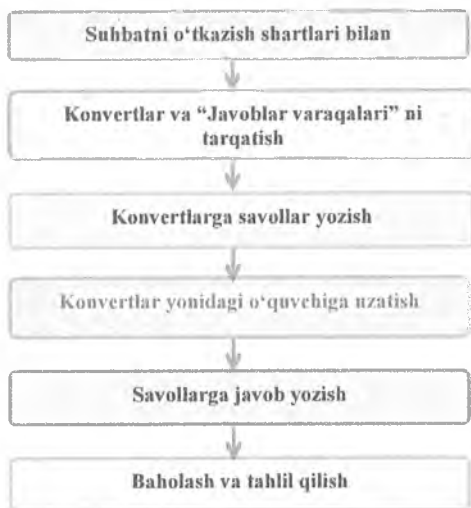 Suhbatni o‘tkazish shartlari bilan
Konvertlar va “Javoblar varaqalari” ni
tarqatish
Konvertlarga savollar yozish
Konvertlar yonidagi o‘quvchiga uzatish
Savollarga javob yozish
Baholash va tahlil qilish